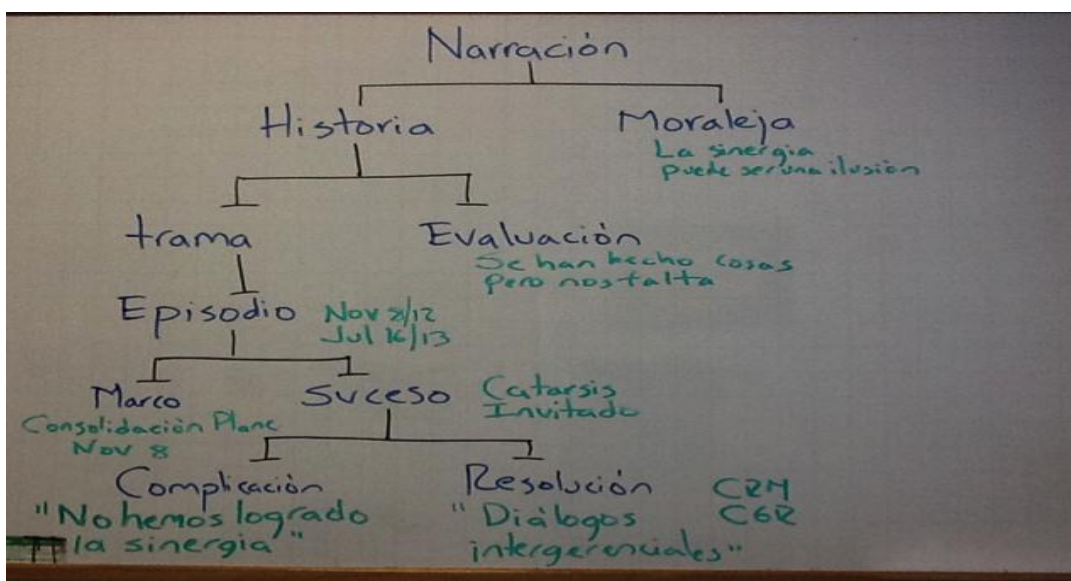 Narración
Historia
Moraleja
La sinergia
puede ser una ilusión
trama
Evaluación
Se han hecho cosas
pero nos falta
Episodio
Nov 8/12
Jul 16/13
Marco
Consolidación Planc
Nov 8
Suceso
Catarsis
Invitado
Complicación
"No hemos logrado
la sinergia"
Resolución
"Diálogos
intergerenciales"